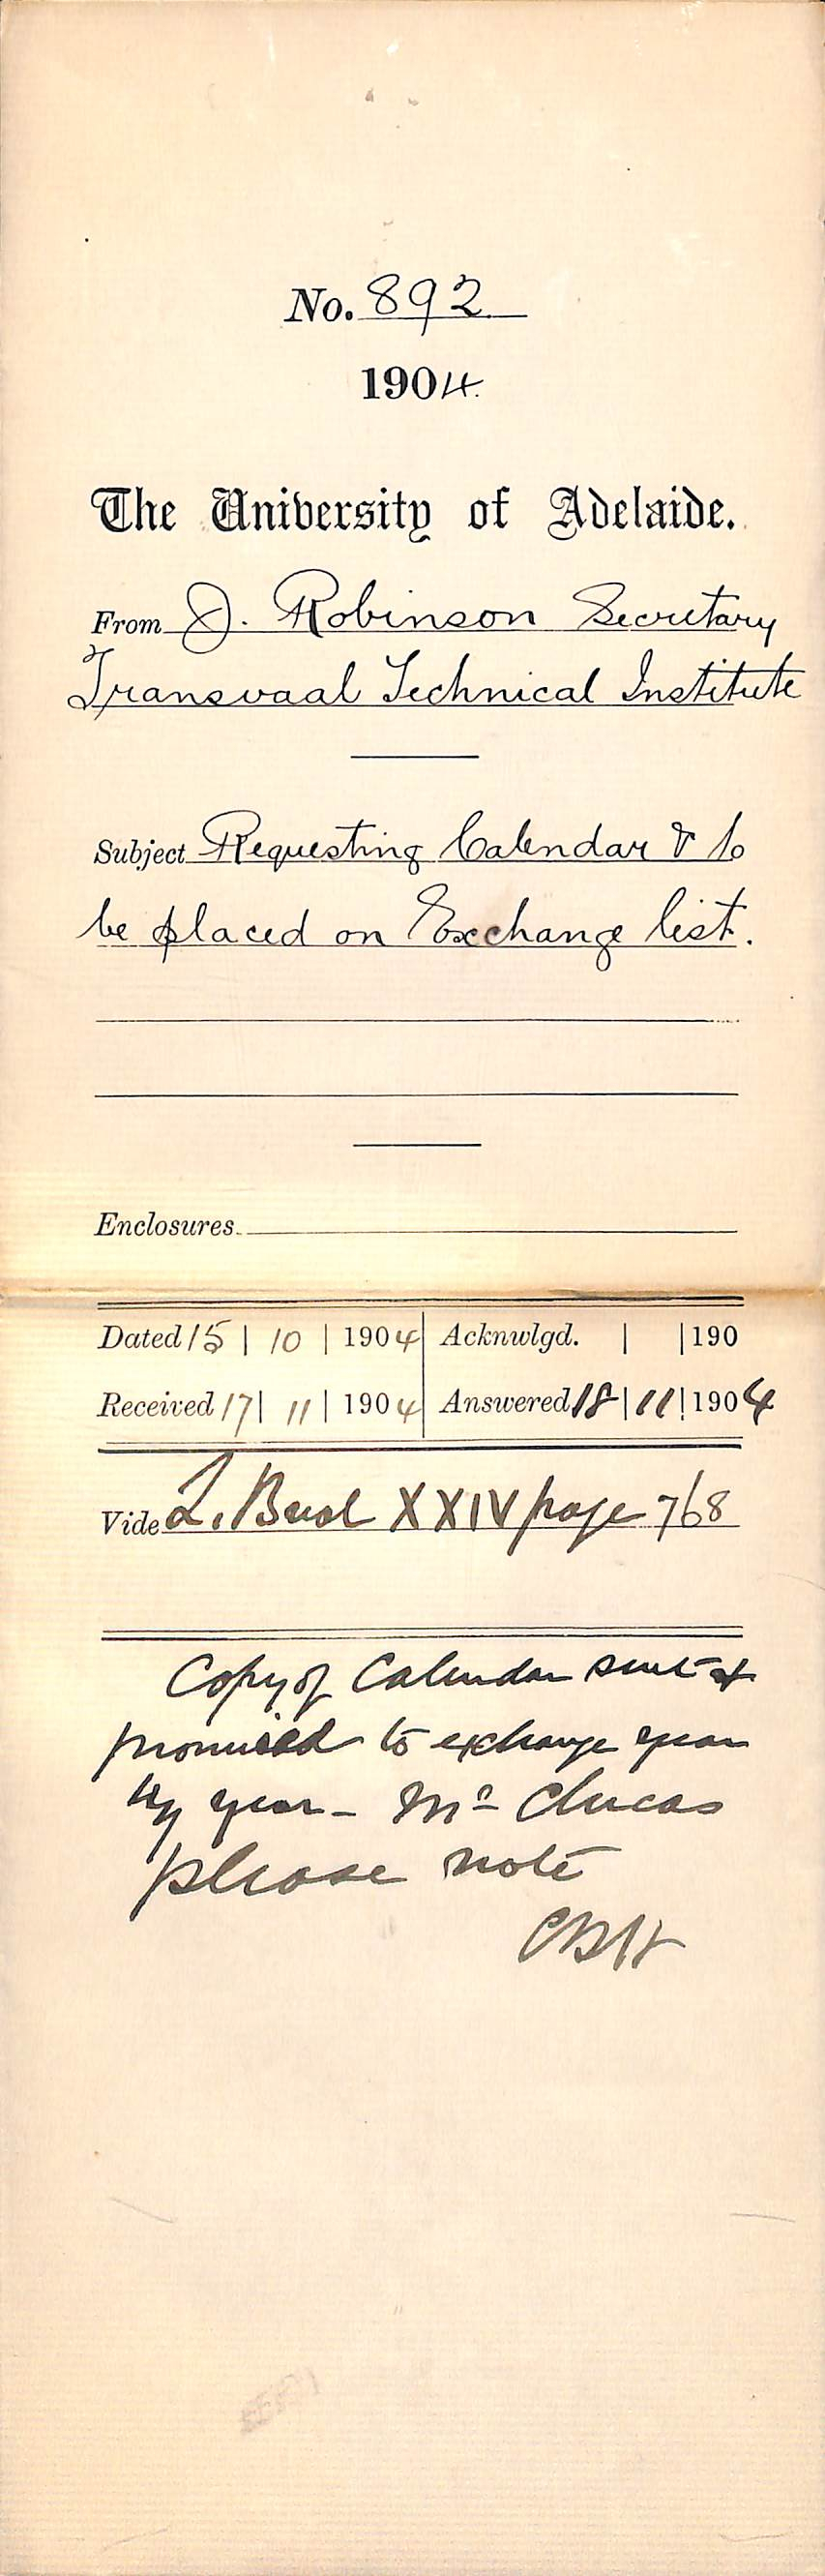 No. 892
1904.
The University of Adelaide.
From J. Robinson Secretary
Transvaal Technical Institute
Subject Requesting Calendar & to
be placed on Exchange list.
Enclosures
Dated 15 | 10 | 1904 Acknwlgd. | | 190
Received 17 | 11 | 1904 Answered 18 | 11 | 1904
Vide L. Book XXIV page 768
Copy of Calendar sent &
promised to exchange year
by year - Mr Clucas
please note